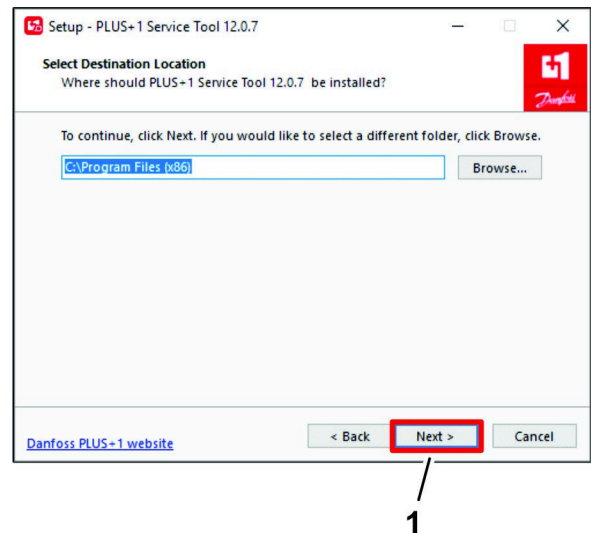 Setup - PLUS+1 Service Tool 12.0.7
Select Destination Location
Where should PLUS+1 Service Tool 12.0.7 be installed?
Danfoss
To continue, click Next. If you would like to select a different folder, click Browse.
C:\Program Files (x86)
Browse...
Danfoss PLUS+1 website
< Back
Next >
Cancel
1